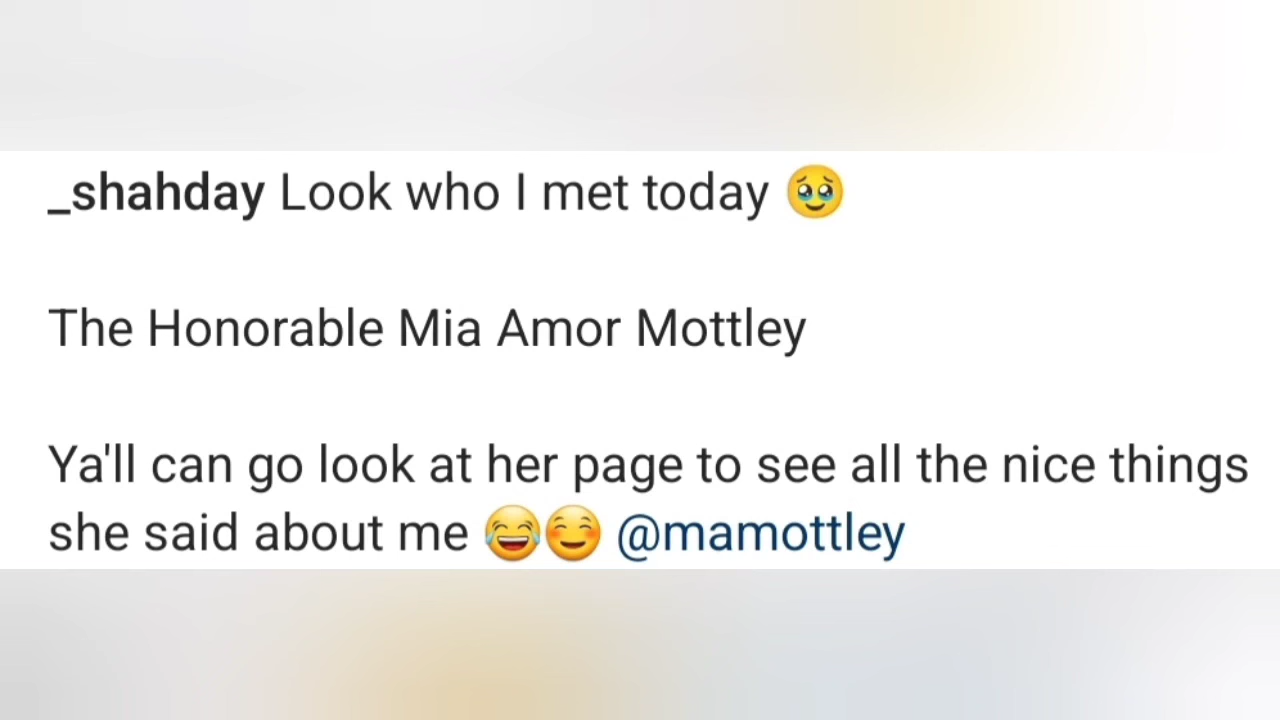 _shahday Look who I met today 🥹
The Honorable Mia Amor Mottley
Ya'll can go look at her page to see all the nice things
she said about me 😂☺️ @mamottley